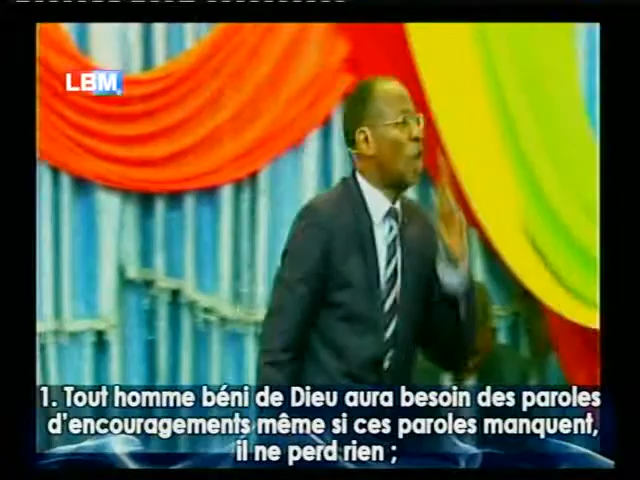 LBM
1. Tout homme béni de Dieu aura besoin des paroles
d'encouragements même si ces paroles manquent,
il ne perd rien ;